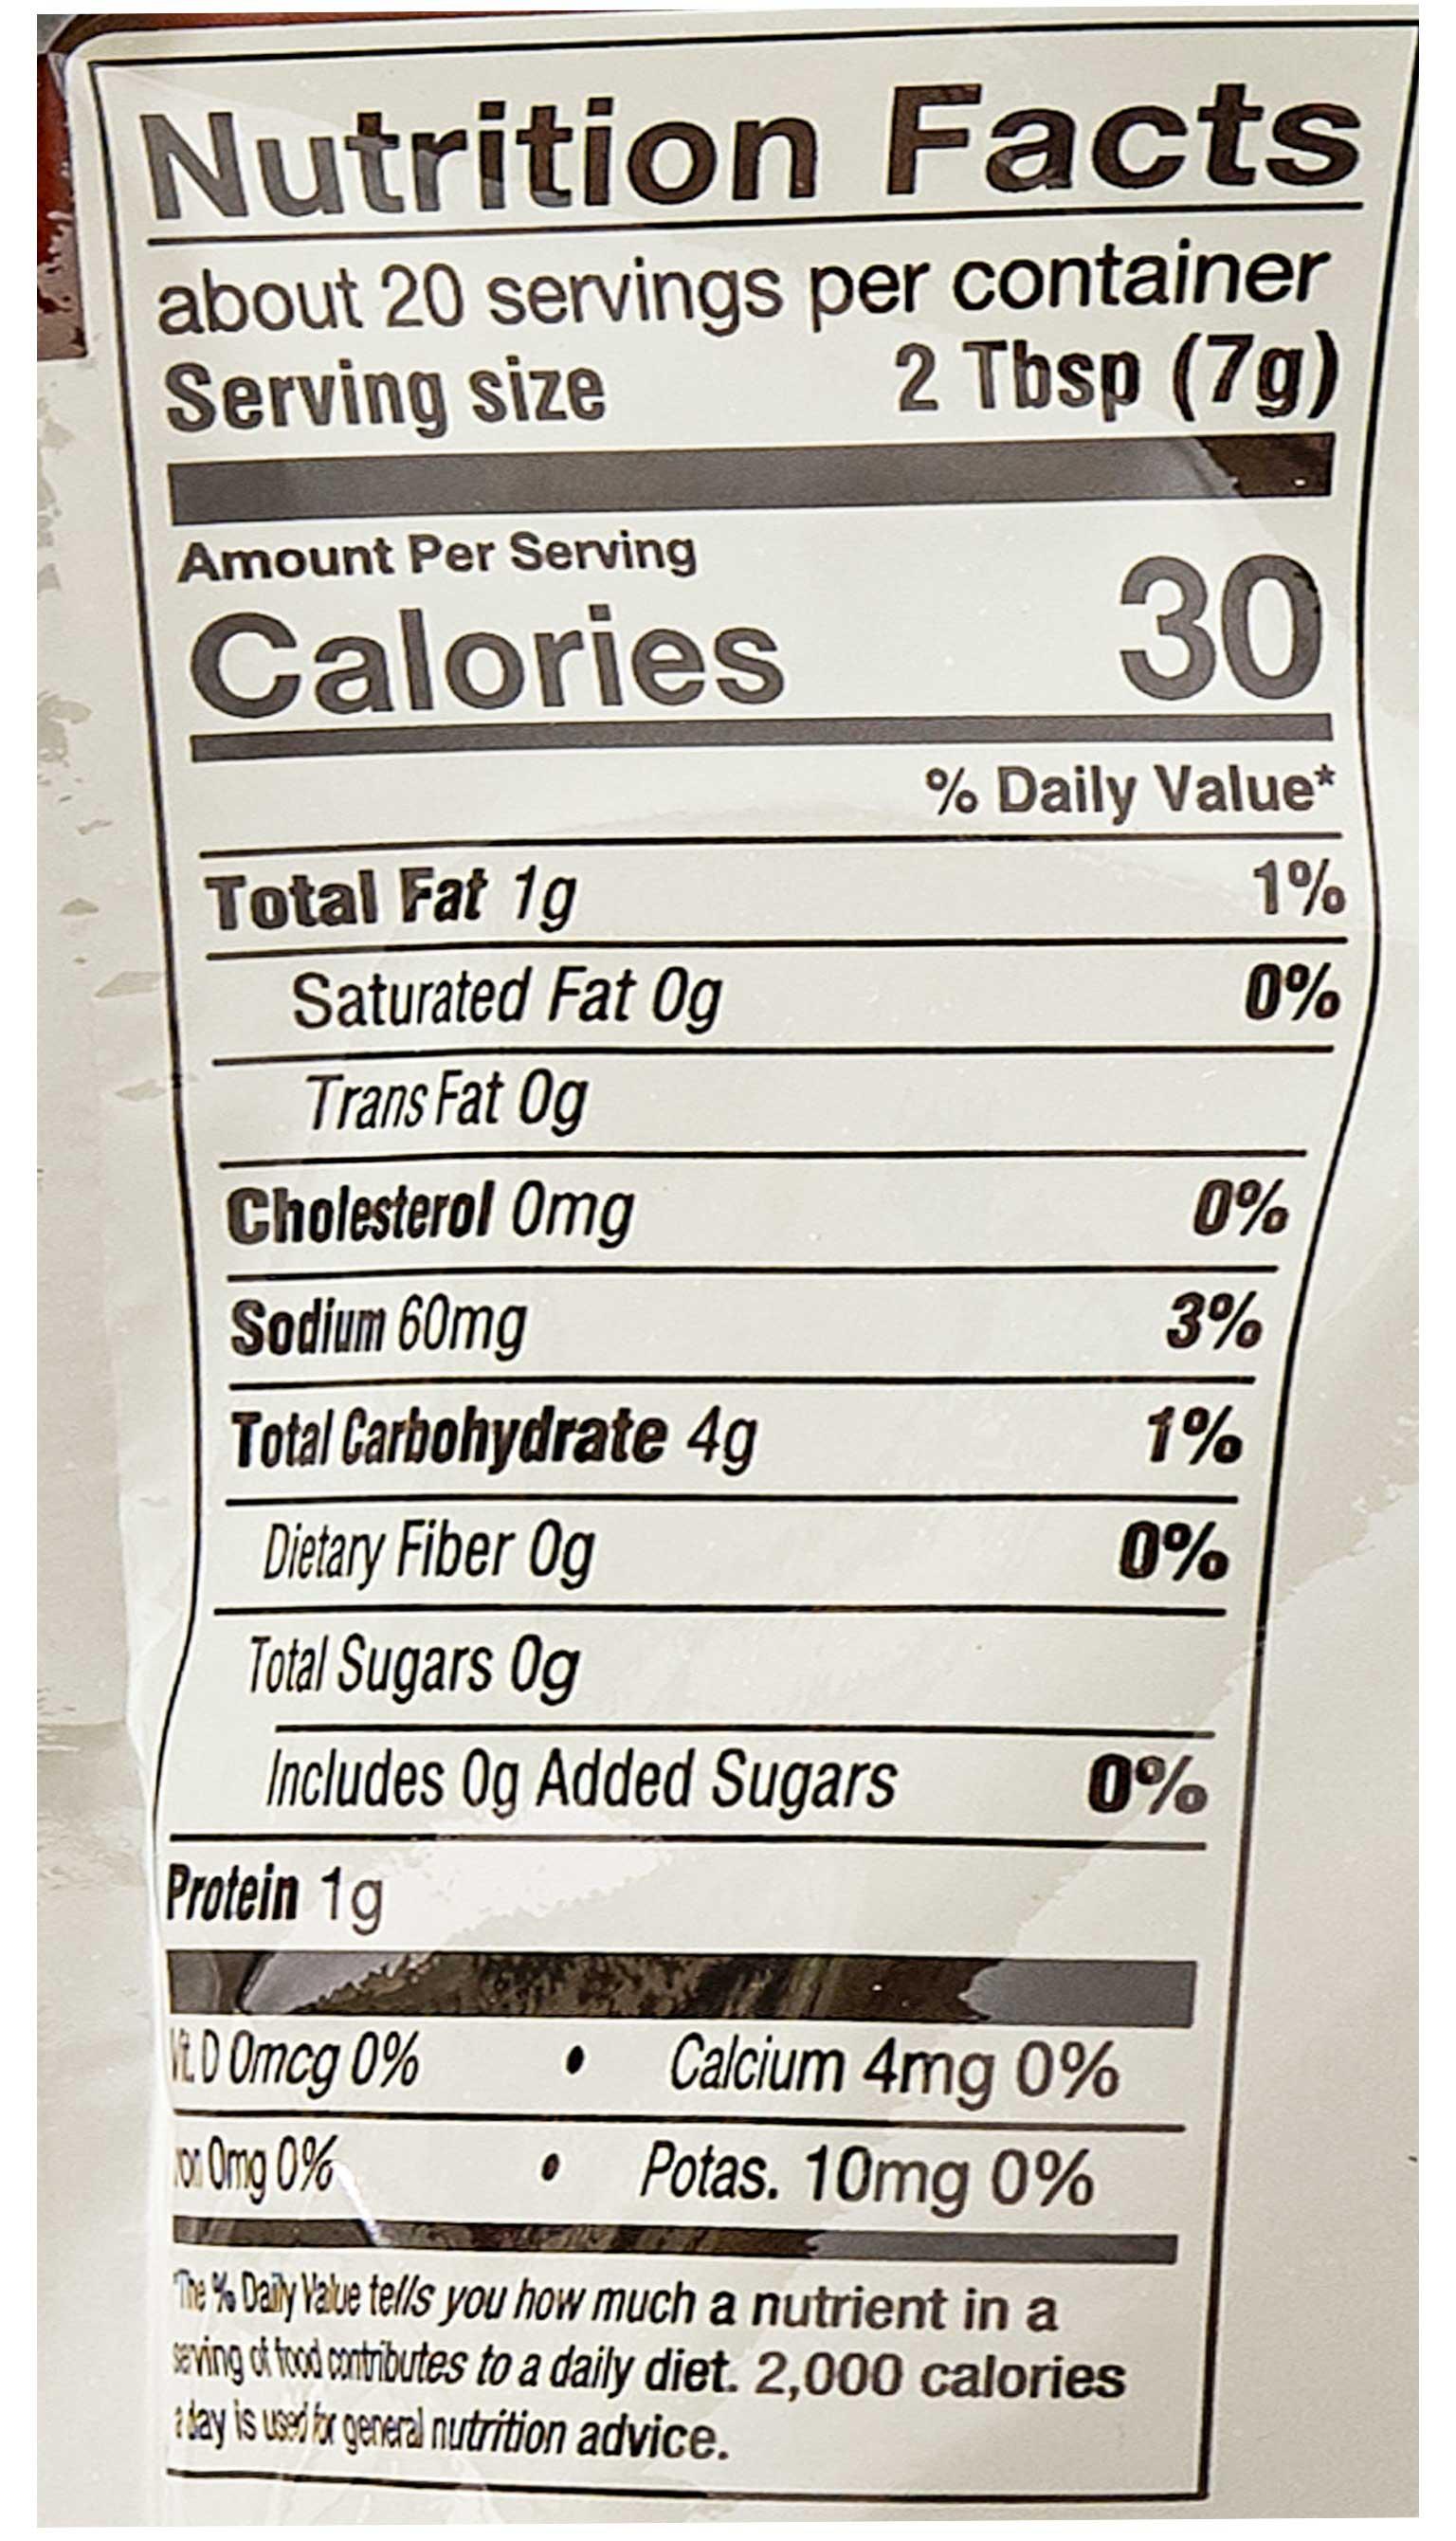 Nutrition Facts
about 20 servings per container
Serving size 2 Tbsp (7g)
Amount Per Serving
Calories 30
% Daily Value*
Total Fat 1g 1%
Saturated Fat 0g 0%
Trans Fat 0g
Cholesterol 0mg 0%
Sodium 60mg 3%
Total Carbohydrate 4g 1%
Dietary Fiber 0g 0%
Total Sugars 0g
Includes 0g Added Sugars 0%
Protein 1g
Vit. D 0mcg 0% • Calcium 4mg 0%
0mg 0% • Potas. 10mg 0%
*The % Daily Value tells you how much a nutrient in a
serving of food contributes to a daily diet. 2,000 calories
a day is used for general nutrition advice.